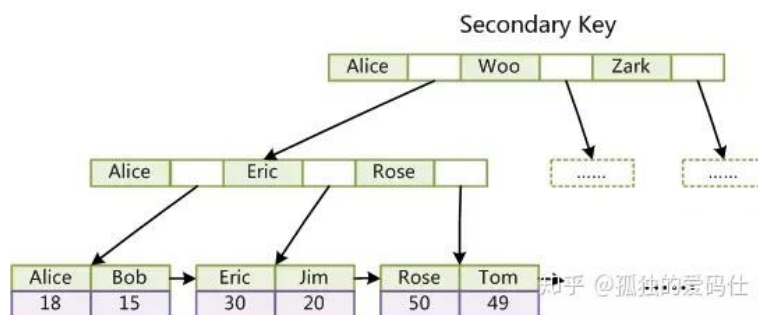 Secondary Key
Alice Woo Zark
Alice Eric Rose
...... ......
Alice Bob Eric Jim Rose Tom
18 15 30 20 50 49
知乎 @孤独的爱码仕
......